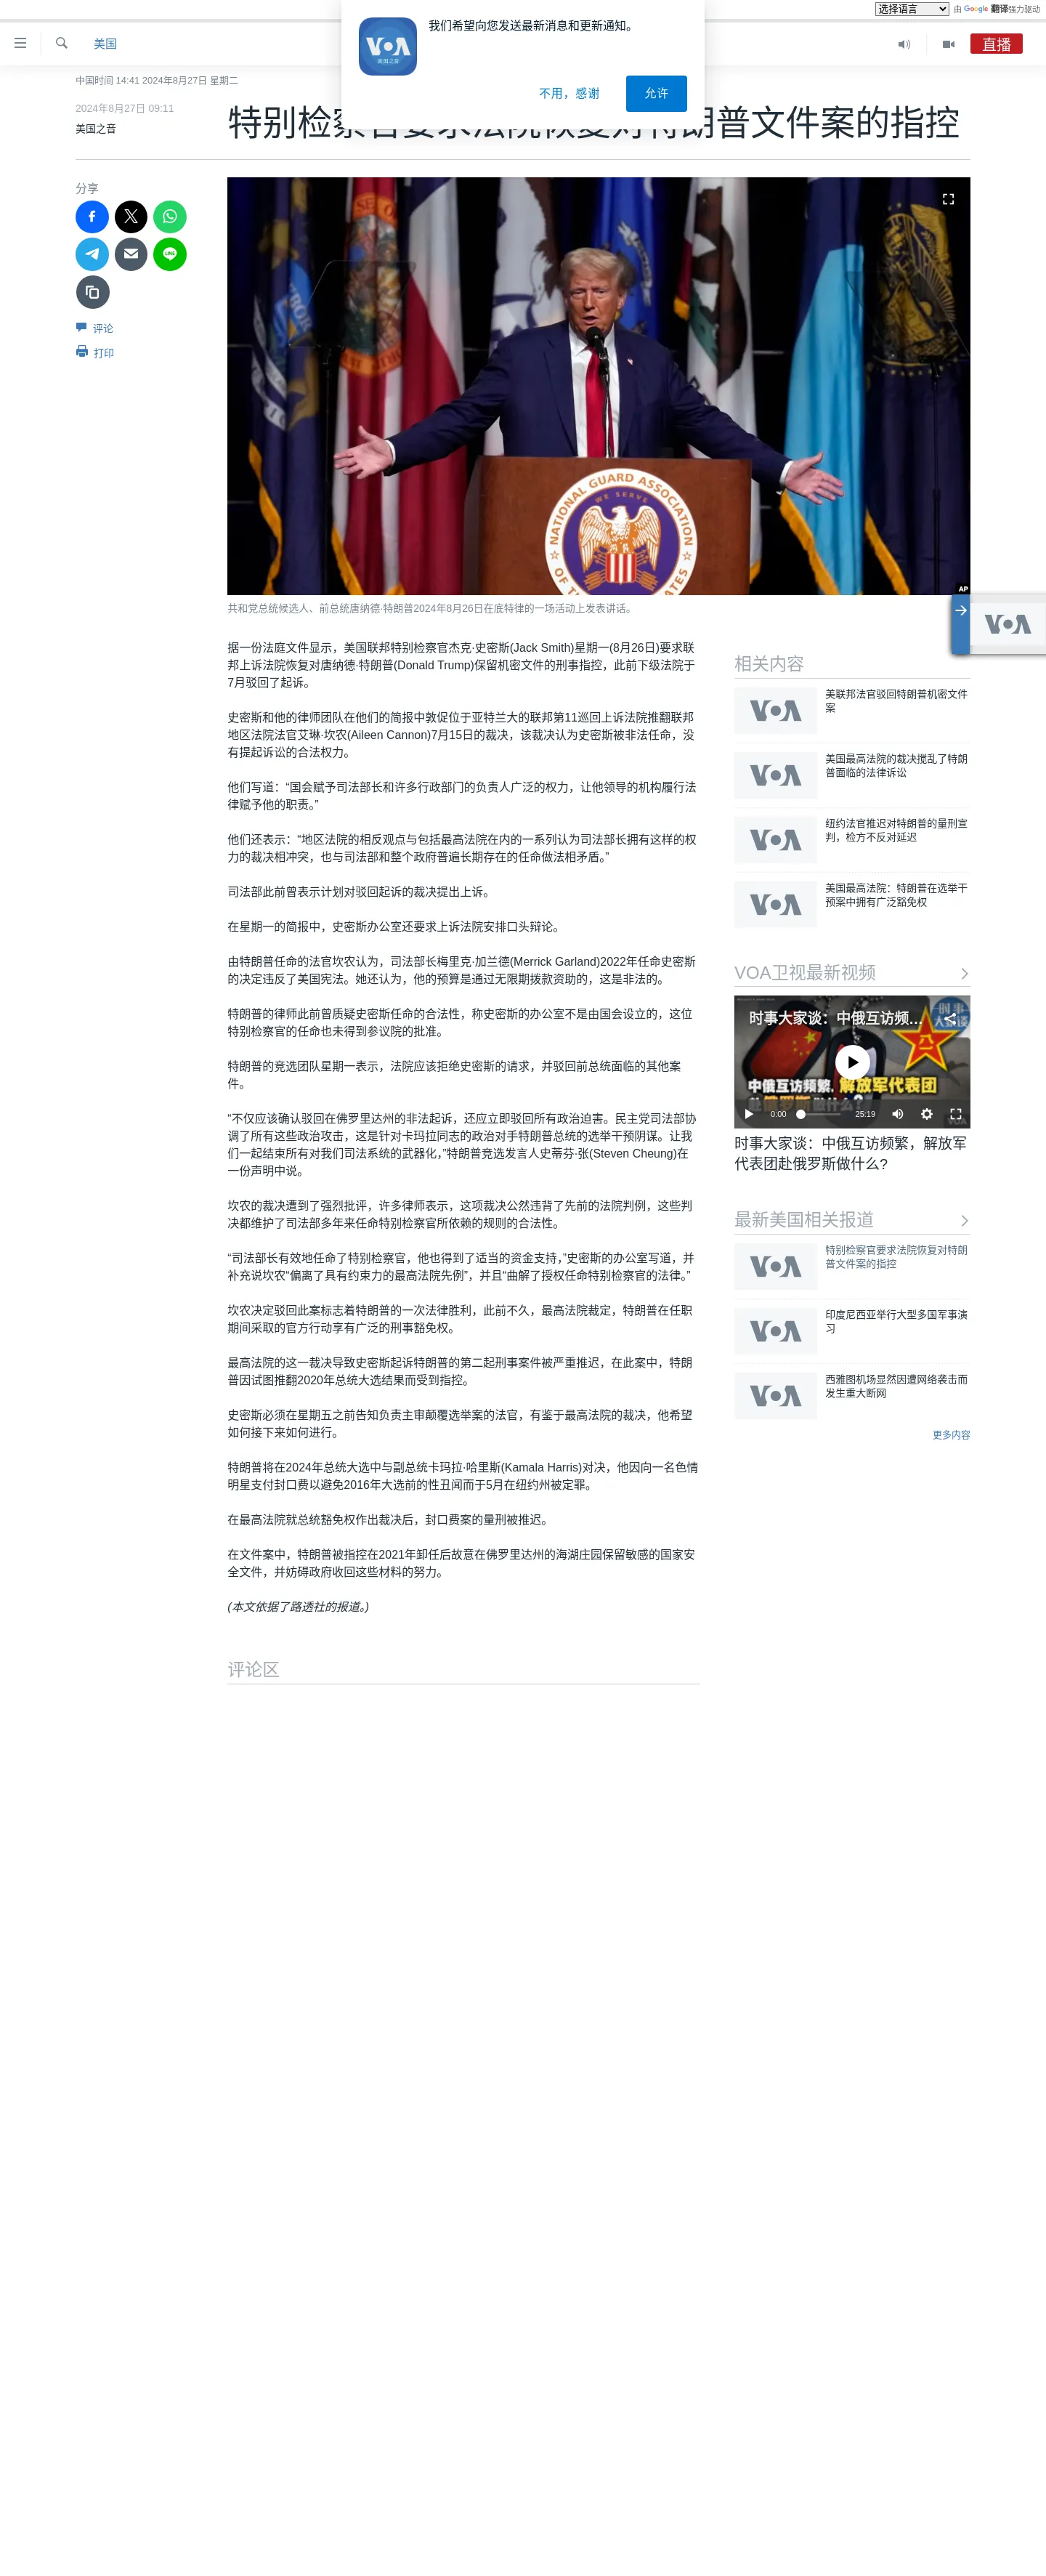 选择语言
由 Google 翻译强力驱动
美国
直播
VOA
美国之音
我们希望向您发送最新消息和更新通知。
不用，感谢
允许
中国时间 14:41 2024年8月27日 星期二
2024年8月27日 09:11
美国之音
特别检察官要求法院恢复对特朗普文件案的指控
分享
LINE
评论
打印
NATIONAL GUARD ASSOCIATION
WE SERVE
AP
共和党总统候选人、前总统唐纳德·特朗普2024年8月26日在底特律的一场活动上发表讲话。
据一份法庭文件显示，美国联邦特别检察官杰克·史密斯(Jack Smith)星期一(8月26日)要求联
邦上诉法院恢复对唐纳德·特朗普(Donald Trump)保留机密文件的刑事指控，此前下级法院于
7月驳回了起诉。
史密斯和他的律师团队在他们的简报中敦促位于亚特兰大的联邦第11巡回上诉法院推翻联邦
地区法院法官艾琳·坎农(Aileen Cannon)7月15日的裁决，该裁决认为史密斯被非法任命，没
有提起诉讼的合法权力。
他们写道：“国会赋予司法部长和许多行政部门的负责人广泛的权力，让他领导的机构履行法
律赋予他的职责。”
他们还表示：“地区法院的相反观点与包括最高法院在内的一系列认为司法部长拥有这样的权
力的裁决相冲突，也与司法部和整个政府普遍长期存在的任命做法相矛盾。”
司法部此前曾表示计划对驳回起诉的裁决提出上诉。
在星期一的简报中，史密斯办公室还要求上诉法院安排口头辩论。
由特朗普任命的法官坎农认为，司法部长梅里克·加兰德(Merrick Garland)2022年任命史密斯
的决定违反了美国宪法。她还认为，他的预算是通过无限期拨款资助的，这是非法的。
特朗普的律师此前曾质疑史密斯任命的合法性，称史密斯的办公室不是由国会设立的，这位
特别检察官的任命也未得到参议院的批准。
特朗普的竞选团队星期一表示，法院应该拒绝史密斯的请求，并驳回前总统面临的其他案
件。
“不仅应该确认驳回在佛罗里达州的非法起诉，还应立即驳回所有政治迫害。民主党司法部协
调了所有这些政治攻击，这是针对卡玛拉同志的政治对手特朗普总统的选举干预阴谋。让我
们一起结束所有对我们司法系统的武器化，”特朗普竞选发言人史蒂芬·张(Steven Cheung)在
一份声明中说。
坎农的裁决遭到了强烈批评，许多律师表示，这项裁决公然违背了先前的法院判例，这些判
决都维护了司法部多年来任命特别检察官所依赖的规则的合法性。
“司法部长有效地任命了特别检察官，他也得到了适当的资金支持，”史密斯的办公室写道，并
补充说坎农“偏离了具有约束力的最高法院先例”，并且“曲解了授权任命特别检察官的法律。”
坎农决定驳回此案标志着特朗普的一次法律胜利，此前不久，最高法院裁定，特朗普在任职
期间采取的官方行动享有广泛的刑事豁免权。
最高法院的这一裁决导致史密斯起诉特朗普的第二起刑事案件被严重推迟，在此案中，特朗
普因试图推翻2020年总统大选结果而受到指控。
史密斯必须在星期五之前告知负责主审颠覆选举案的法官，有鉴于最高法院的裁决，他希望
如何接下来如何进行。
特朗普将在2024年总统大选中与副总统卡玛拉·哈里斯(Kamala Harris)对决，他因向一名色情
明星支付封口费以避免2016年大选前的性丑闻而于5月在纽约州被定罪。
在最高法院就总统豁免权作出裁决后，封口费案的量刑被推迟。
在文件案中，特朗普被指控在2021年卸任后故意在佛罗里达州的海湖庄园保留敏感的国家安
全文件，并妨碍政府收回这些材料的努力。
(本文依据了路透社的报道。)
评论区
VOA
相关内容
VOA
美联邦法官驳回特朗普机密文件
案
VOA
美国最高法院的裁决搅乱了特朗
普面临的法律诉讼
VOA
纽约法官推迟对特朗普的量刑宣
判，检方不反对延迟
VOA
美国最高法院：特朗普在选举干
预案中拥有广泛豁免权
VOA卫视最新视频
时事大家谈：中俄互访频…
时事
大家谈
中俄互访频繁，解放军代表团
赴俄罗斯做什么？
0:00
25:19
VOA
时事大家谈：中俄互访频繁，解放军
代表团赴俄罗斯做什么?
最新美国相关报道
VOA
特别检察官要求法院恢复对特朗
普文件案的指控
VOA
印度尼西亚举行大型多国军事演
习
VOA
西雅图机场显然因遭网络袭击而
发生重大断网
更多内容